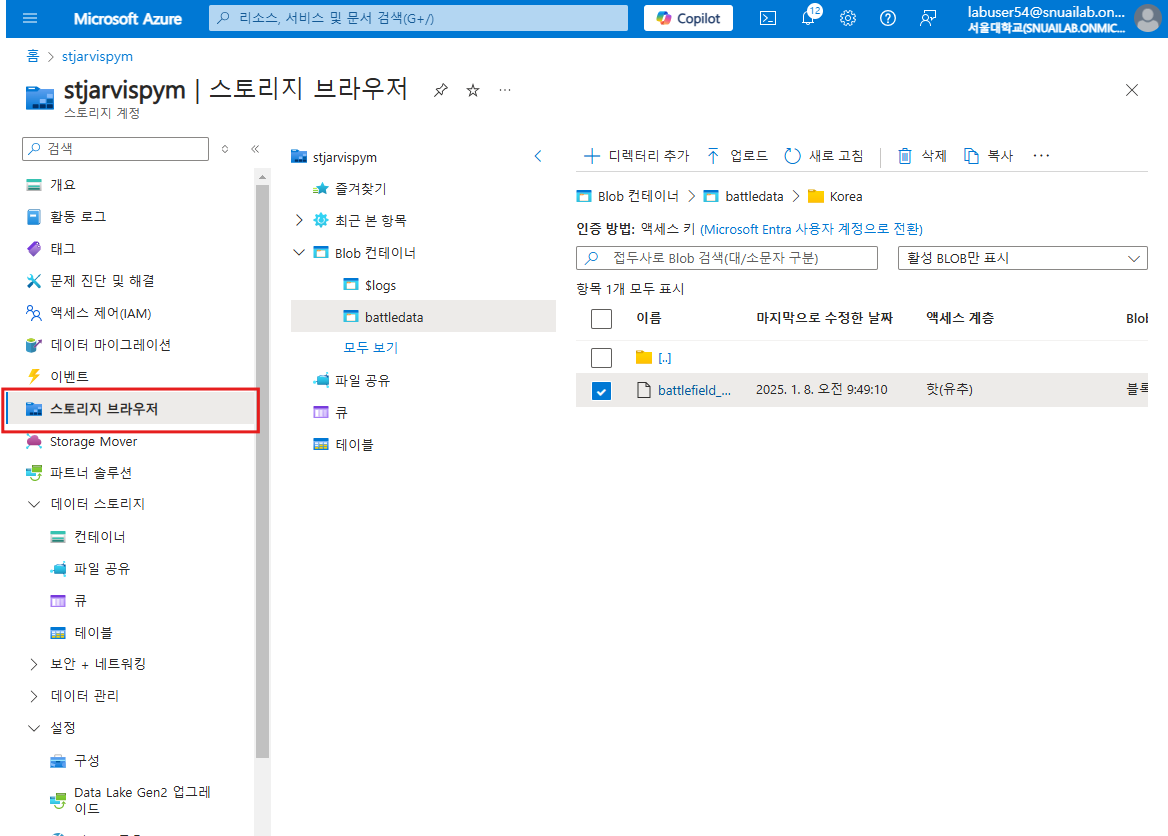 Microsoft Azure
리소스, 서비스 및 문서 검색(G+/)
Copilot
12
labuser54@snuailab.on...
서울대학교(SNUAILAB.ONMIC...
홈 > stjarvispym
stjarvispym | 스토리지 브라우저
스토리지 계정
검색
개요
활동 로그
태그
문제 진단 및 해결
액세스 제어(IAM)
데이터 마이그레이션
이벤트
스토리지 브라우저
Storage Mover
파트너 솔루션
데이터 스토리지
컨테이너
파일 공유
큐
테이블
보안 + 네트워킹
데이터 관리
설정
구성
Data Lake Gen2 업그레
이드
stjarvispym
즐겨찾기
최근 본 항목
Blob 컨테이너
$logs
battledata
모두 보기
파일 공유
큐
테이블
디렉터리 추가 업로드 새로 고침 삭제 복사 ...
Blob 컨테이너 > battledata > Korea
인증 방법: 액세스 키 (Microsoft Entra 사용자 계정으로 전환)
접두사로 Blob 검색(대/소문자 구분)
활성 BLOB만 표시
항목 1개 모두 표시
이름 마지막으로 수정한 날짜 액세스 계층 Blol
[..]
battlefield_... 2025. 1. 8. 오전 9:49:10 핫(유추) 블록